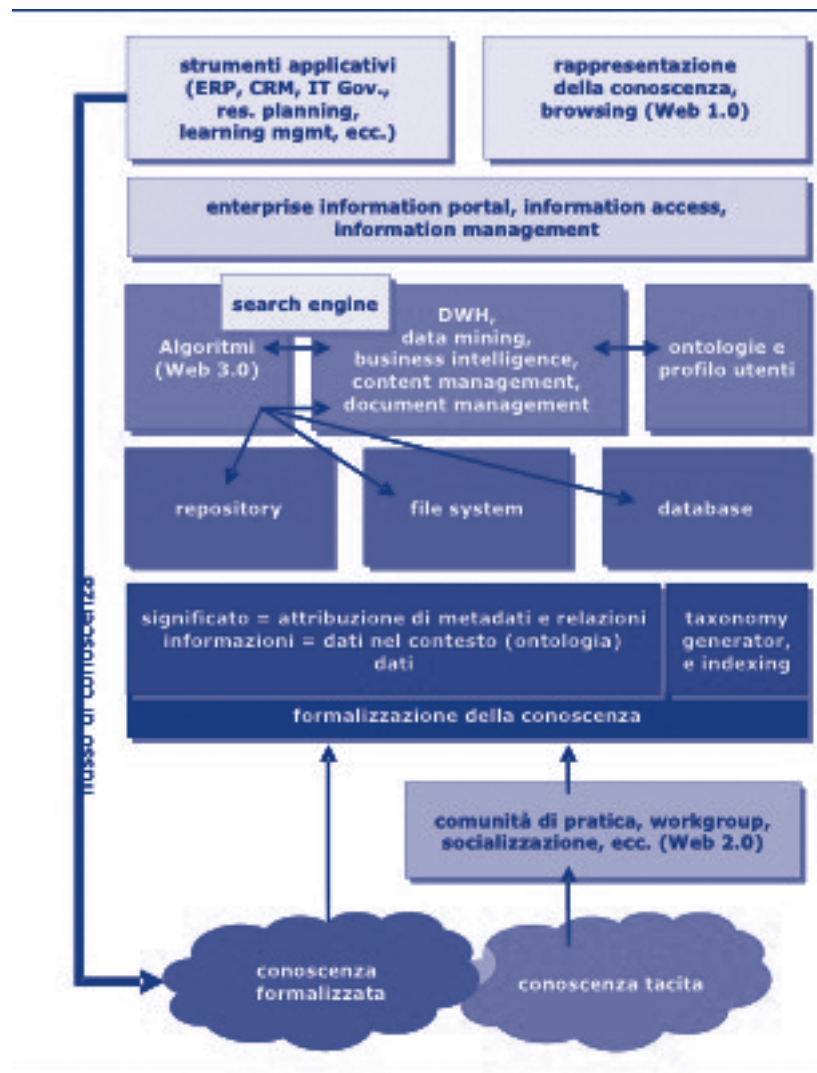 strumenti applicativi
(ERP, CRM, IT Gov.,
res. planning,
learning mgmt, ecc.)
rappresentazione
della conoscenza,
browsing (Web 1.0)
enterprise information portal, information access,
information management
search engine
Algoritmi
(Web 3.0)
DWH,
data mining,
business intelligence,
content management,
document management
ontologie e
profilo utenti
repository
file system
database
significato = attribuzione di metadati e relazioni
informazioni = dati nel contesto (ontologia)
dati
taxonomy
generator,
e indexing
formalizzazione della conoscenza
flusso di conoscenza
comunità di pratica, workgroup,
socializzazione, ecc. (Web 2.0)
conoscenza
formalizzata
conoscenza tacita